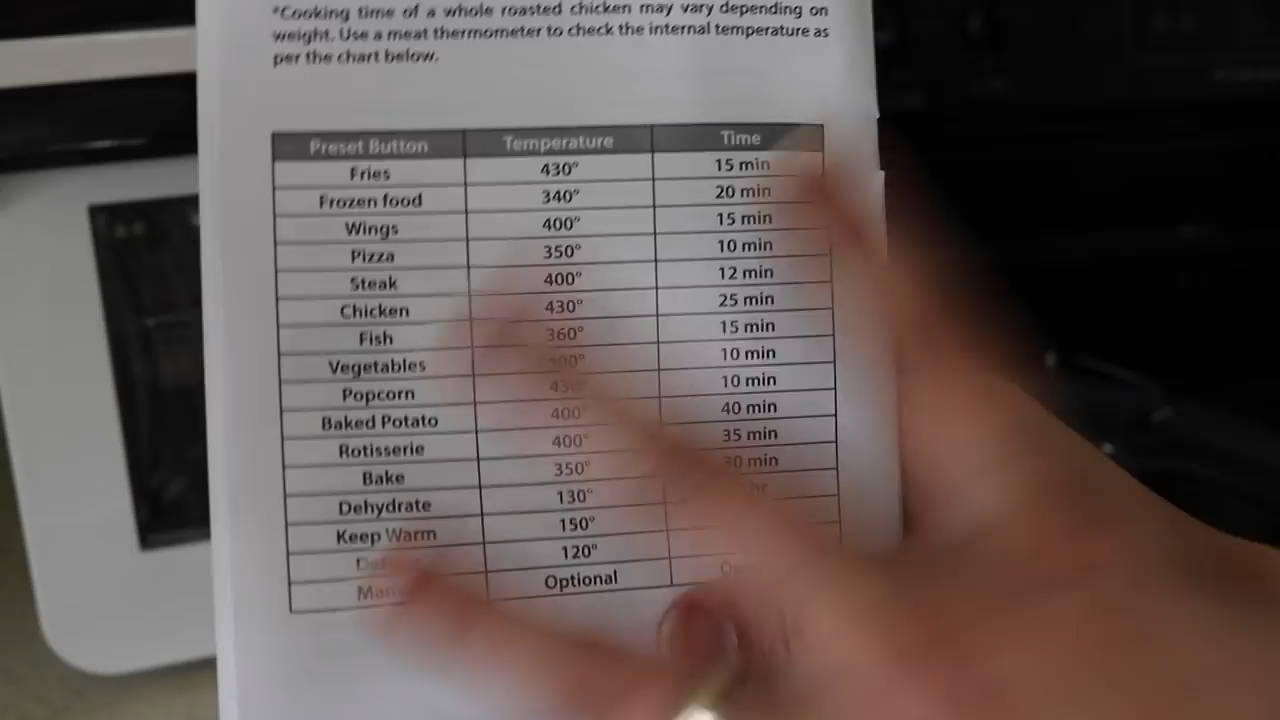 *Cooking time of a whole roasted chicken may vary depending on
weight. Use a meat thermometer to check the internal temperature as
per the chart below.
Preset Button Temperature Time
Fries 430° 15 min
Frozen food 340° 20 min
Wings 400° 15 min
Pizza 350° 10 min
Steak 400° 12 min
Chicken 430° 25 min
Fish 360° 15 min
Vegetables 10 min
Popcorn 10 min
Baked Potato 400° 40 min
Rotisserie 400° 35 min
Bake 350° 30 min
Dehydrate 130° hr
Keep Warm 150°
120°
Optional